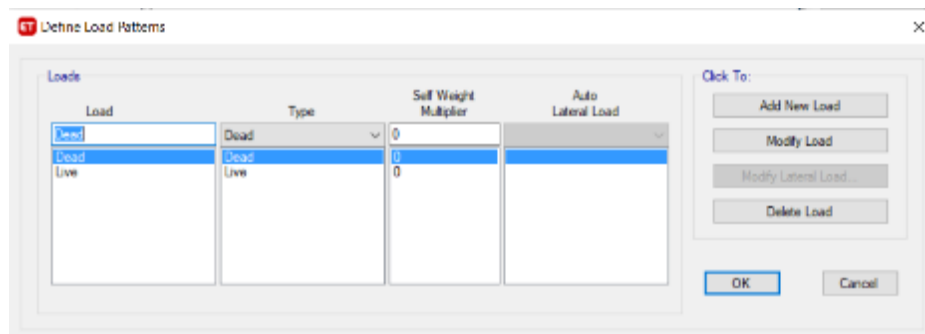 ET Define Load Patterns
Loads
Click To:
Load Type Self Weight Multiplier Auto Lateral Load
Dead Dead 0
Dead Dead 0
Live Live 0
Add New Load
Modify Load
Modify Lateral Load...
Delete Load
OK Cancel